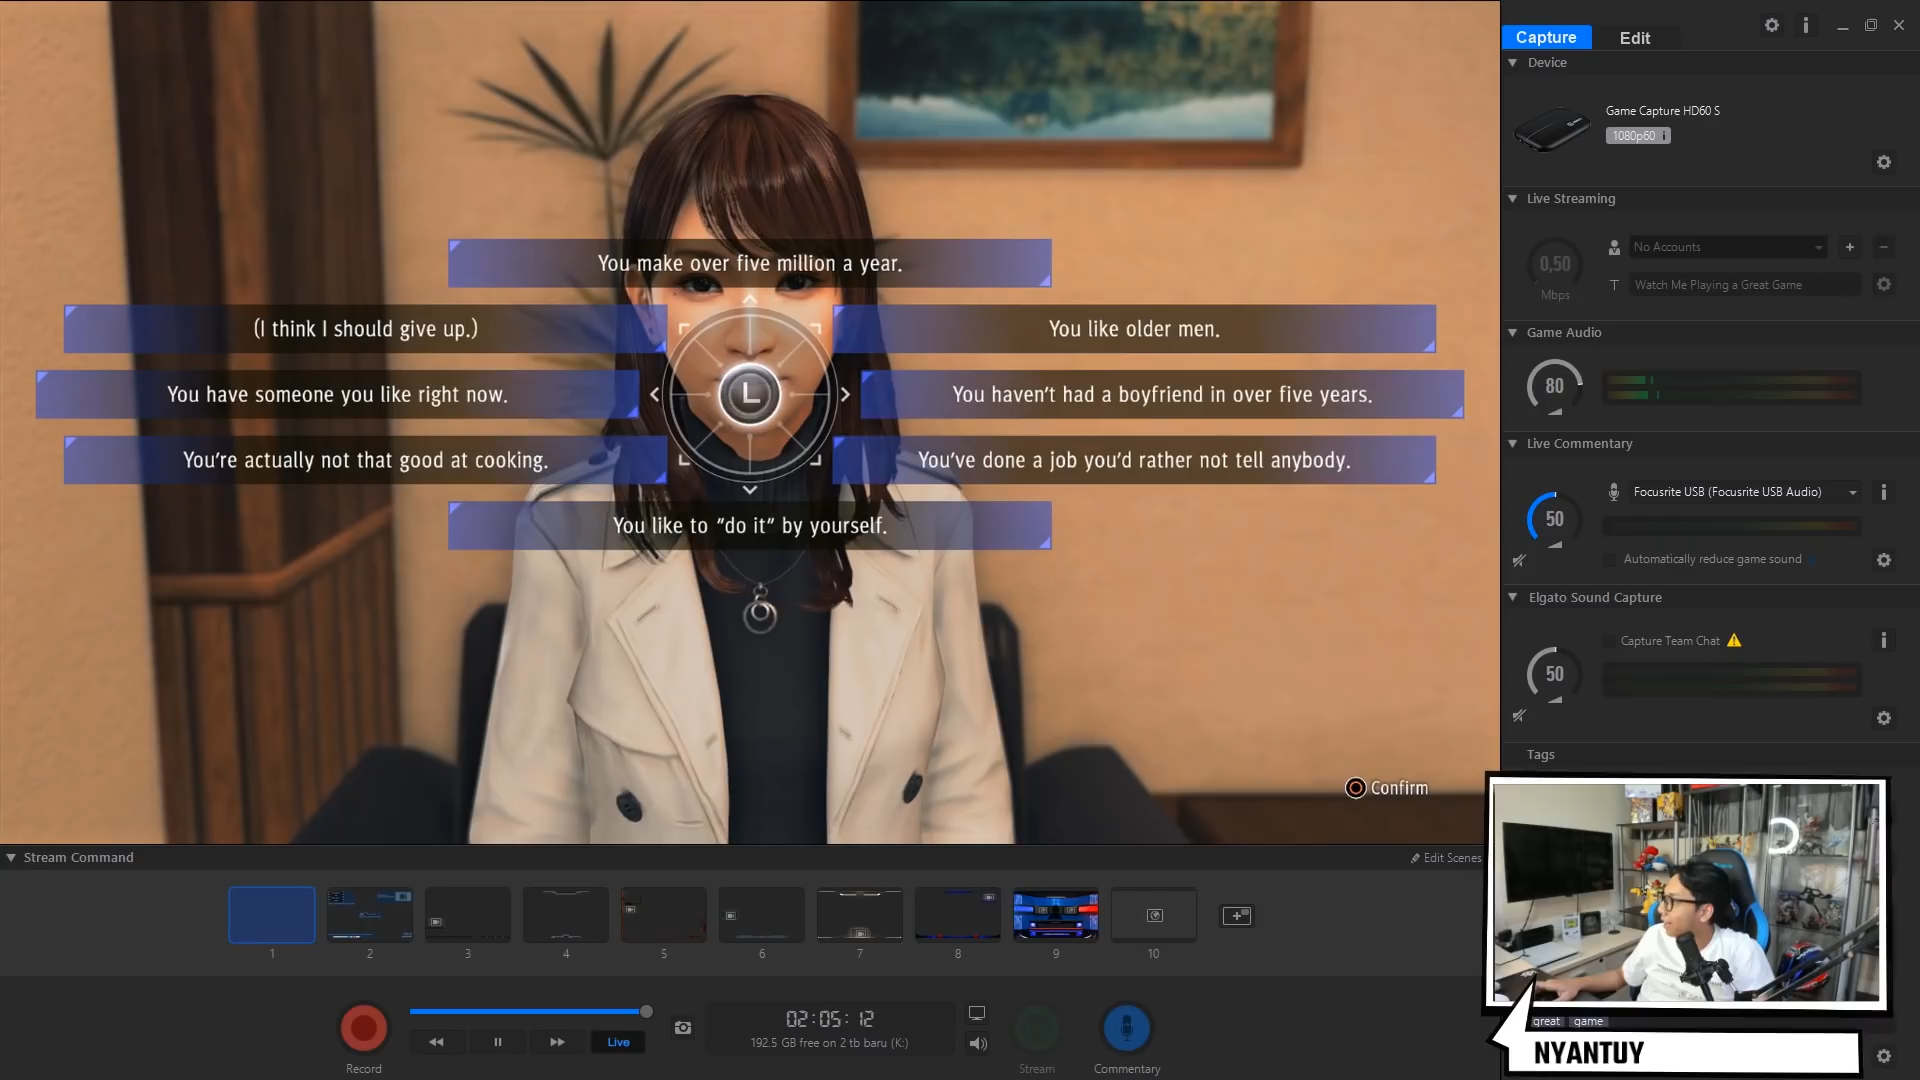 You make over five million a year.
(I think I should give up.)
You like older men.
You have someone you like right now.
L
You haven't had a boyfriend in over five years.
You're actually not that good at cooking.
You've done a job you'd rather not tell anybody.
You like to "do it" by yourself.
Confirm
Capture
Edit
Device
Game Capture HD60 S
1080p60 i
Live Streaming
0,50
Mbps
No Accounts
T
Watch Me Playing a Great Game
Game Audio
80
Live Commentary
50
Focusrite USB (Focusrite USB Audio)
Automatically reduce game sound
Elgato Sound Capture
50
Capture Team Chat
Tags
great
game
NYANTUY
Stream Command
Edit Scenes
1
2
3
4
5
6
7
8
9
10
Record
Live
02:05:12
192.5 GB free on 2 tb baru (K:)
Stream
Commentary